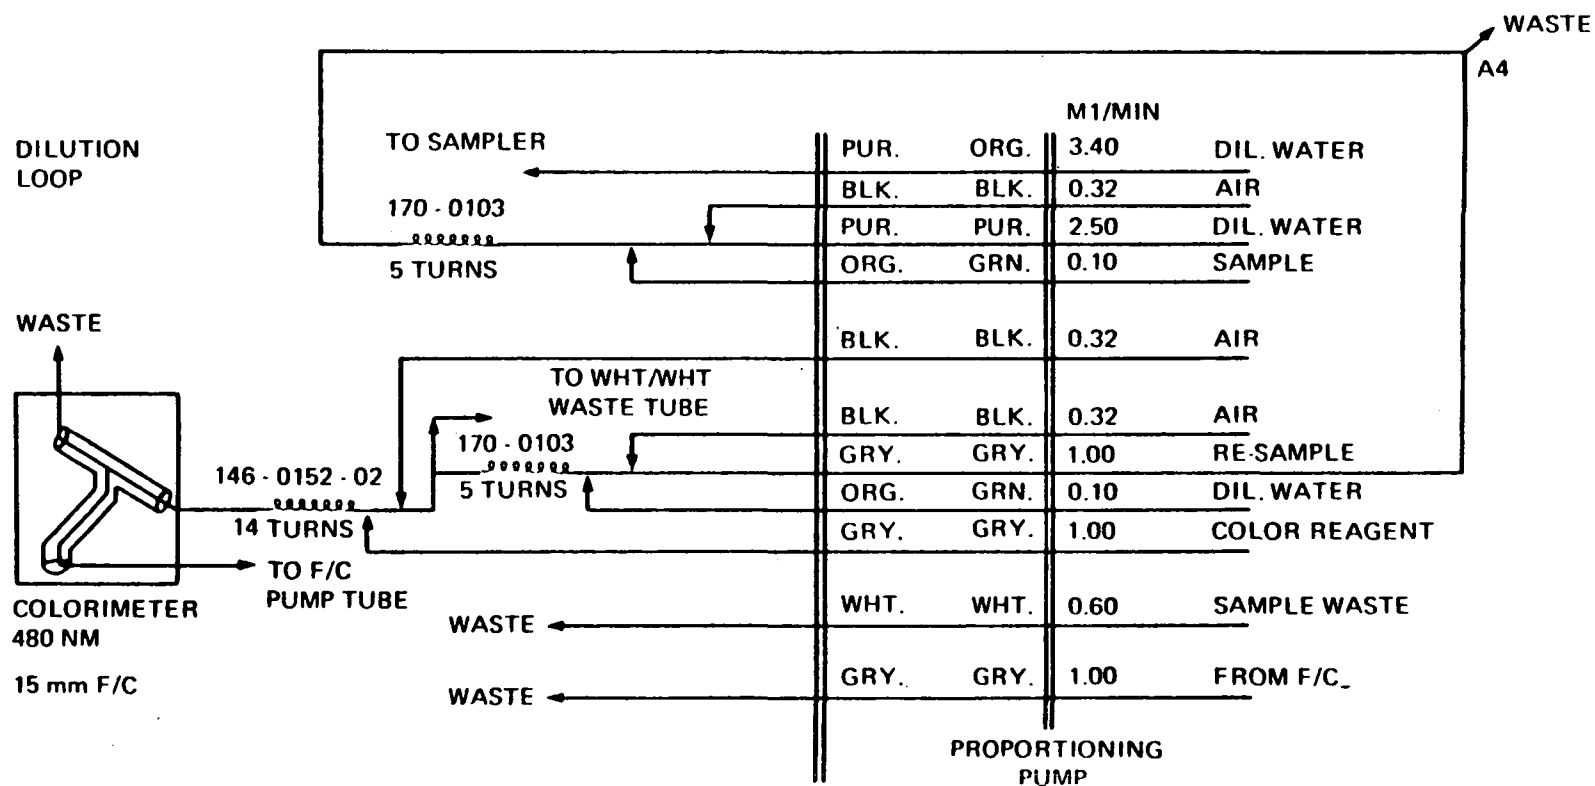 WASTE
A4
M1/MIN
DILUTION
LOOP
TO SAMPLER
PUR. ORG. 3.40 DIL. WATER
BLK. BLK. 0.32 AIR
170 - 0103
PUR. PUR. 2.50 DIL. WATER
5 TURNS
ORG. GRN. 0.10 SAMPLE
WASTE
BLK. BLK. 0.32 AIR
TO WHT/WHT
WASTE TUBE
BLK. BLK. 0.32 AIR
170 - 0103
GRY. GRY. 1.00 RE-SAMPLE
146 - 0152 - 02
5 TURNS
ORG. GRN. 0.10 DIL. WATER
14 TURNS
GRY. GRY. 1.00 COLOR REAGENT
TO F/C
PUMP TUBE
COLORIMETER
480 NM
15 mm F/C
WHT. WHT. 0.60 SAMPLE WASTE
WASTE
GRY. GRY. 1.00 FROM F/C
WASTE
PROPORTIONING
PUMP